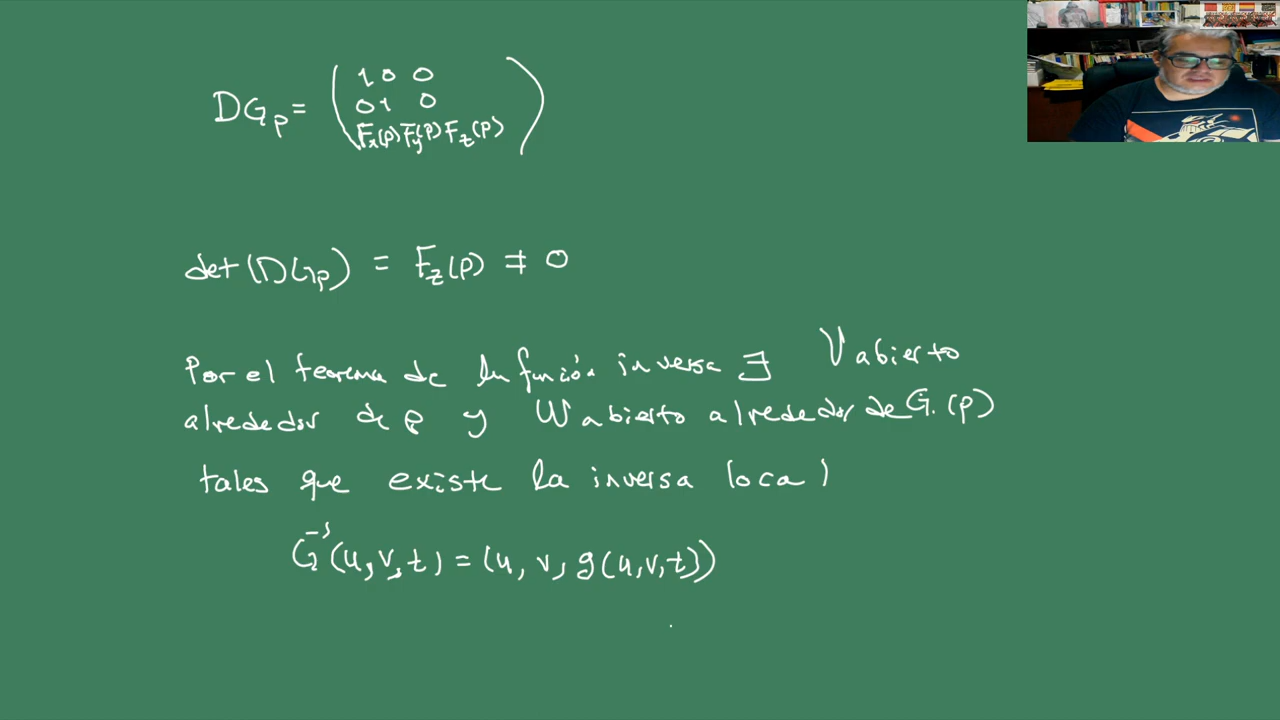 DG_p = ( 1 0 0
0 1 0
F_x(p) F_y(p) F_z(p) )
det(DG_p) = F_z(p) ≠ 0
Por el teorema de la función inversa ∃ V abierto
alrededor de p y W abierto alrededor de G(p)
tales que existe la inversa local
G^{-1}(u,v,t) = (u, v, g(u,v,t))